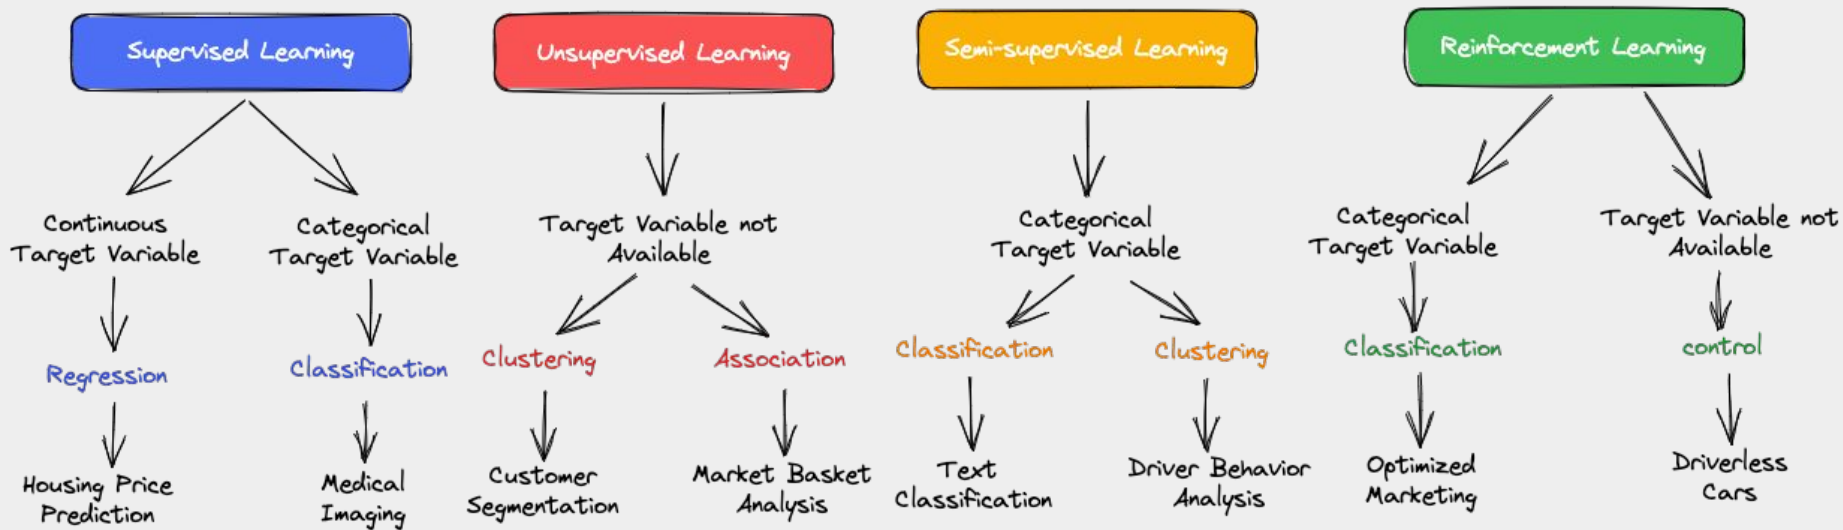 Supervised Learning
Unsupervised Learning
Semi-supervised Learning
Reinforcement Learning
Continuous
Target Variable
Categorical
Target Variable
Target Variable not
Available
Categorical
Target Variable
Categorical
Target Variable
Target Variable not
Available
Regression
Classification
Clustering
Association
Classification
Clustering
Classification
control
Housing Price
Prediction
Medical
Imaging
Customer
Segmentation
Market Basket
Analysis
Text
Classification
Driver Behavior
Analysis
Optimized
Marketing
Driverless
Cars